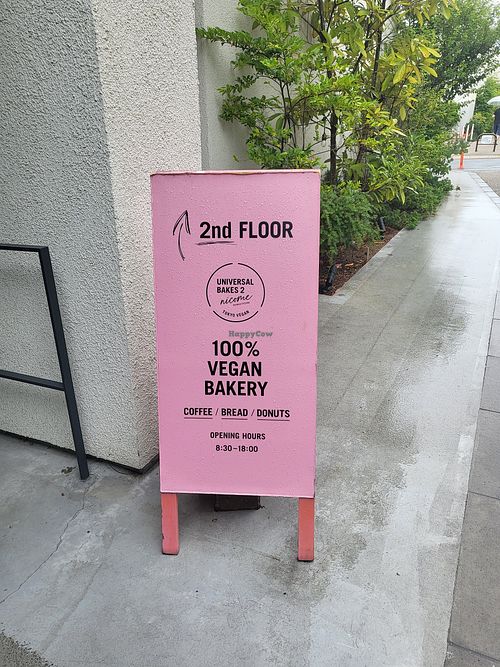 2nd FLOOR
UNIVERSAL
BAKES 2
nicome
TOKYO VEGAN
HappyCow
100%
VEGAN
BAKERY
COFFEE / BREAD / DONUTS
OPENING HOURS
8:30–18:00